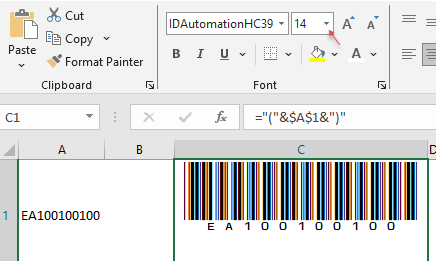 Cut
Copy
Format Painter
Paste
Clipboard
IDAutomationHC39 14 A A
B I U A
Font
C1 fx ="("&$A$1&")"
A B C D
1 EA100100100
EA100100100